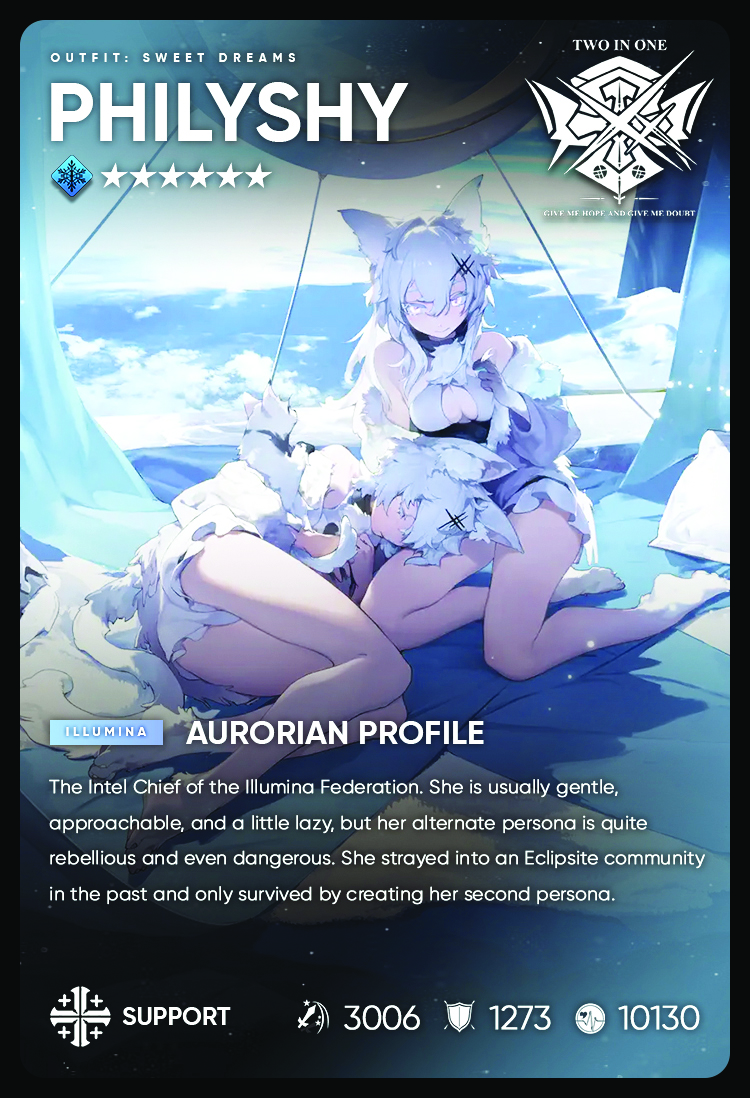 OUTFIT: SWEET DREAMS
PHILYSHY
TWO IN ONE
GIVE ME HOPE AND GIVE ME DOUBT
ILLUMINA
AURORIAN PROFILE
The Intel Chief of the Illumina Federation. She is usually gentle,
approachable, and a little lazy, but her alternate persona is quite
rebellious and even dangerous. She strayed into an Eclipsite community
in the past and only survived by creating her second persona.
SUPPORT
3006
1273
10130